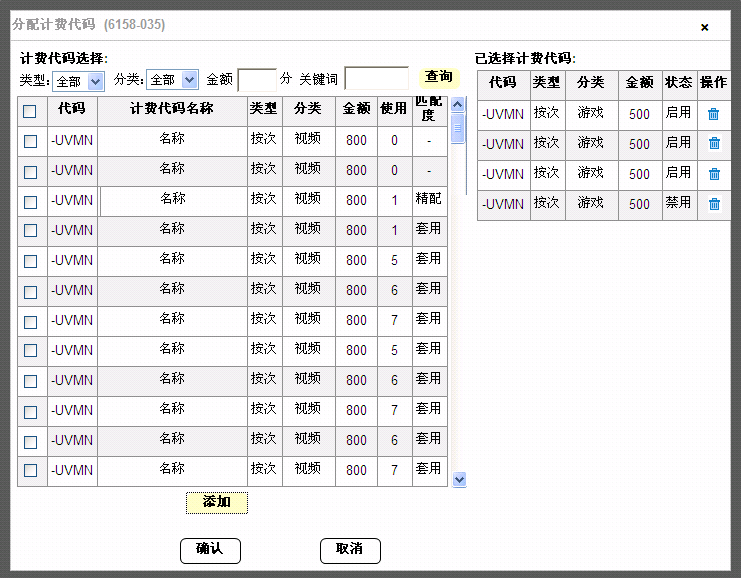 分配计费代码 (6158-035) ×
计费代码选择:
类型: 全部 分类: 全部 金额 分 关键词 查询
代码 计费代码名称 类型 分类 金额 使用 匹配度
-UVMN 名称 按次 视频 800 0 -
-UVMN 名称 按次 视频 800 0 -
-UVMN 名称 按次 视频 800 1 精配
-UVMN 名称 按次 视频 800 1 套用
-UVMN 名称 按次 视频 800 5 套用
-UVMN 名称 按次 视频 800 6 套用
-UVMN 名称 按次 视频 800 7 套用
-UVMN 名称 按次 视频 800 5 套用
-UVMN 名称 按次 视频 800 6 套用
-UVMN 名称 按次 视频 800 7 套用
-UVMN 名称 按次 视频 800 6 套用
-UVMN 名称 按次 视频 800 7 套用
添加
确认 取消
已选择计费代码:
代码 类型 分类 金额 状态 操作
-UVMN 按次 游戏 500 启用
-UVMN 按次 游戏 500 启用
-UVMN 按次 游戏 500 启用
-UVMN 按次 游戏 500 禁用